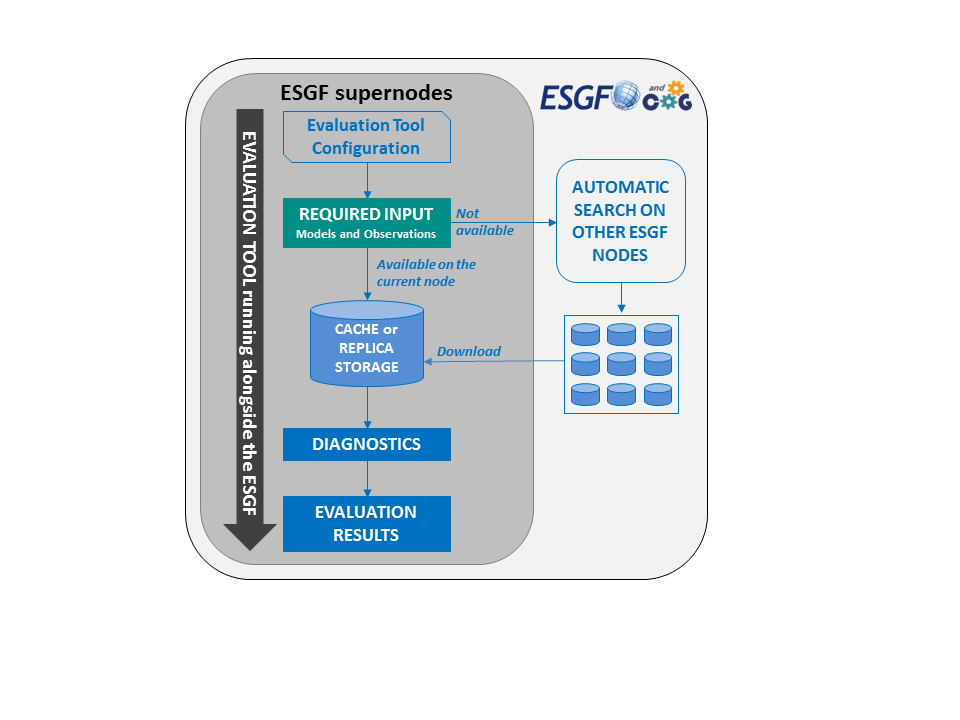 ESGF supernodes
ESGF and COG
Evaluation Tool
Configuration
EVALUATION TOOL running alongside the ESGF
REQUIRED INPUT
Models and Observations
Not
available
AUTOMATIC
SEARCH ON
OTHER ESGF
NODES
Available on the
current node
CACHE or
REPLICA
STORAGE
Download
DIAGNOSTICS
EVALUATION
RESULTS